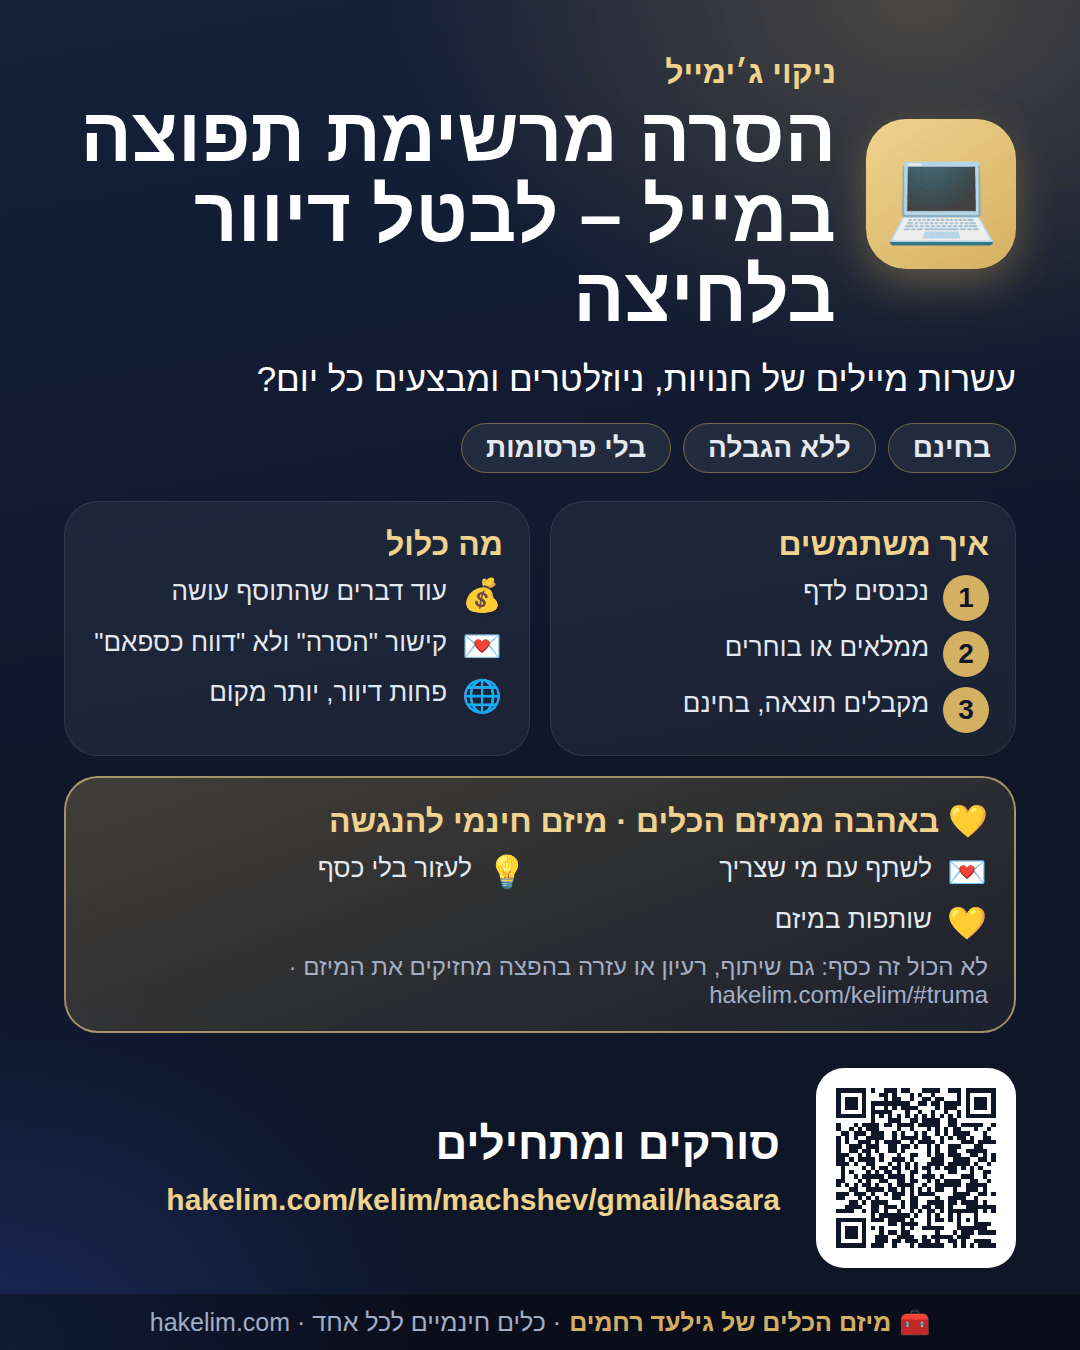 ניקוי ג׳ימייל
הסרה מרשימת תפוצה
במייל – לבטל דיוור
בלחיצה
עשרות מיילים של חנויות, ניוזלטרים ומבצעים כל יום?
בחינם
ללא הגבלה
בלי פרסומות
איך משתמשים
1 נכנסים לדף
2 ממלאים או בוחרים
3 מקבלים תוצאה, בחינם
מה כלול
עוד דברים שהתוסף עושה
קישור "הסרה" ולא "דווח כספאם"
פחות דיוור, יותר מקום
באהבה ממיזם הכלים · מיזם חינמי להנגשה
לשתף עם מי שצריך
לעזור בלי כסף
שותפות במיזם
לא הכול זה כסף: גם שיתוף, רעיון או עזרה בהפצה מחזיקים את המיזם ·
hakelim.com/kelim/#truma
סורקים ומתחילים
hakelim.com/kelim/machshev/gmail/hasara
מיזם הכלים של גילעד רחמים · כלים חינמיים לכל אחד · hakelim.com